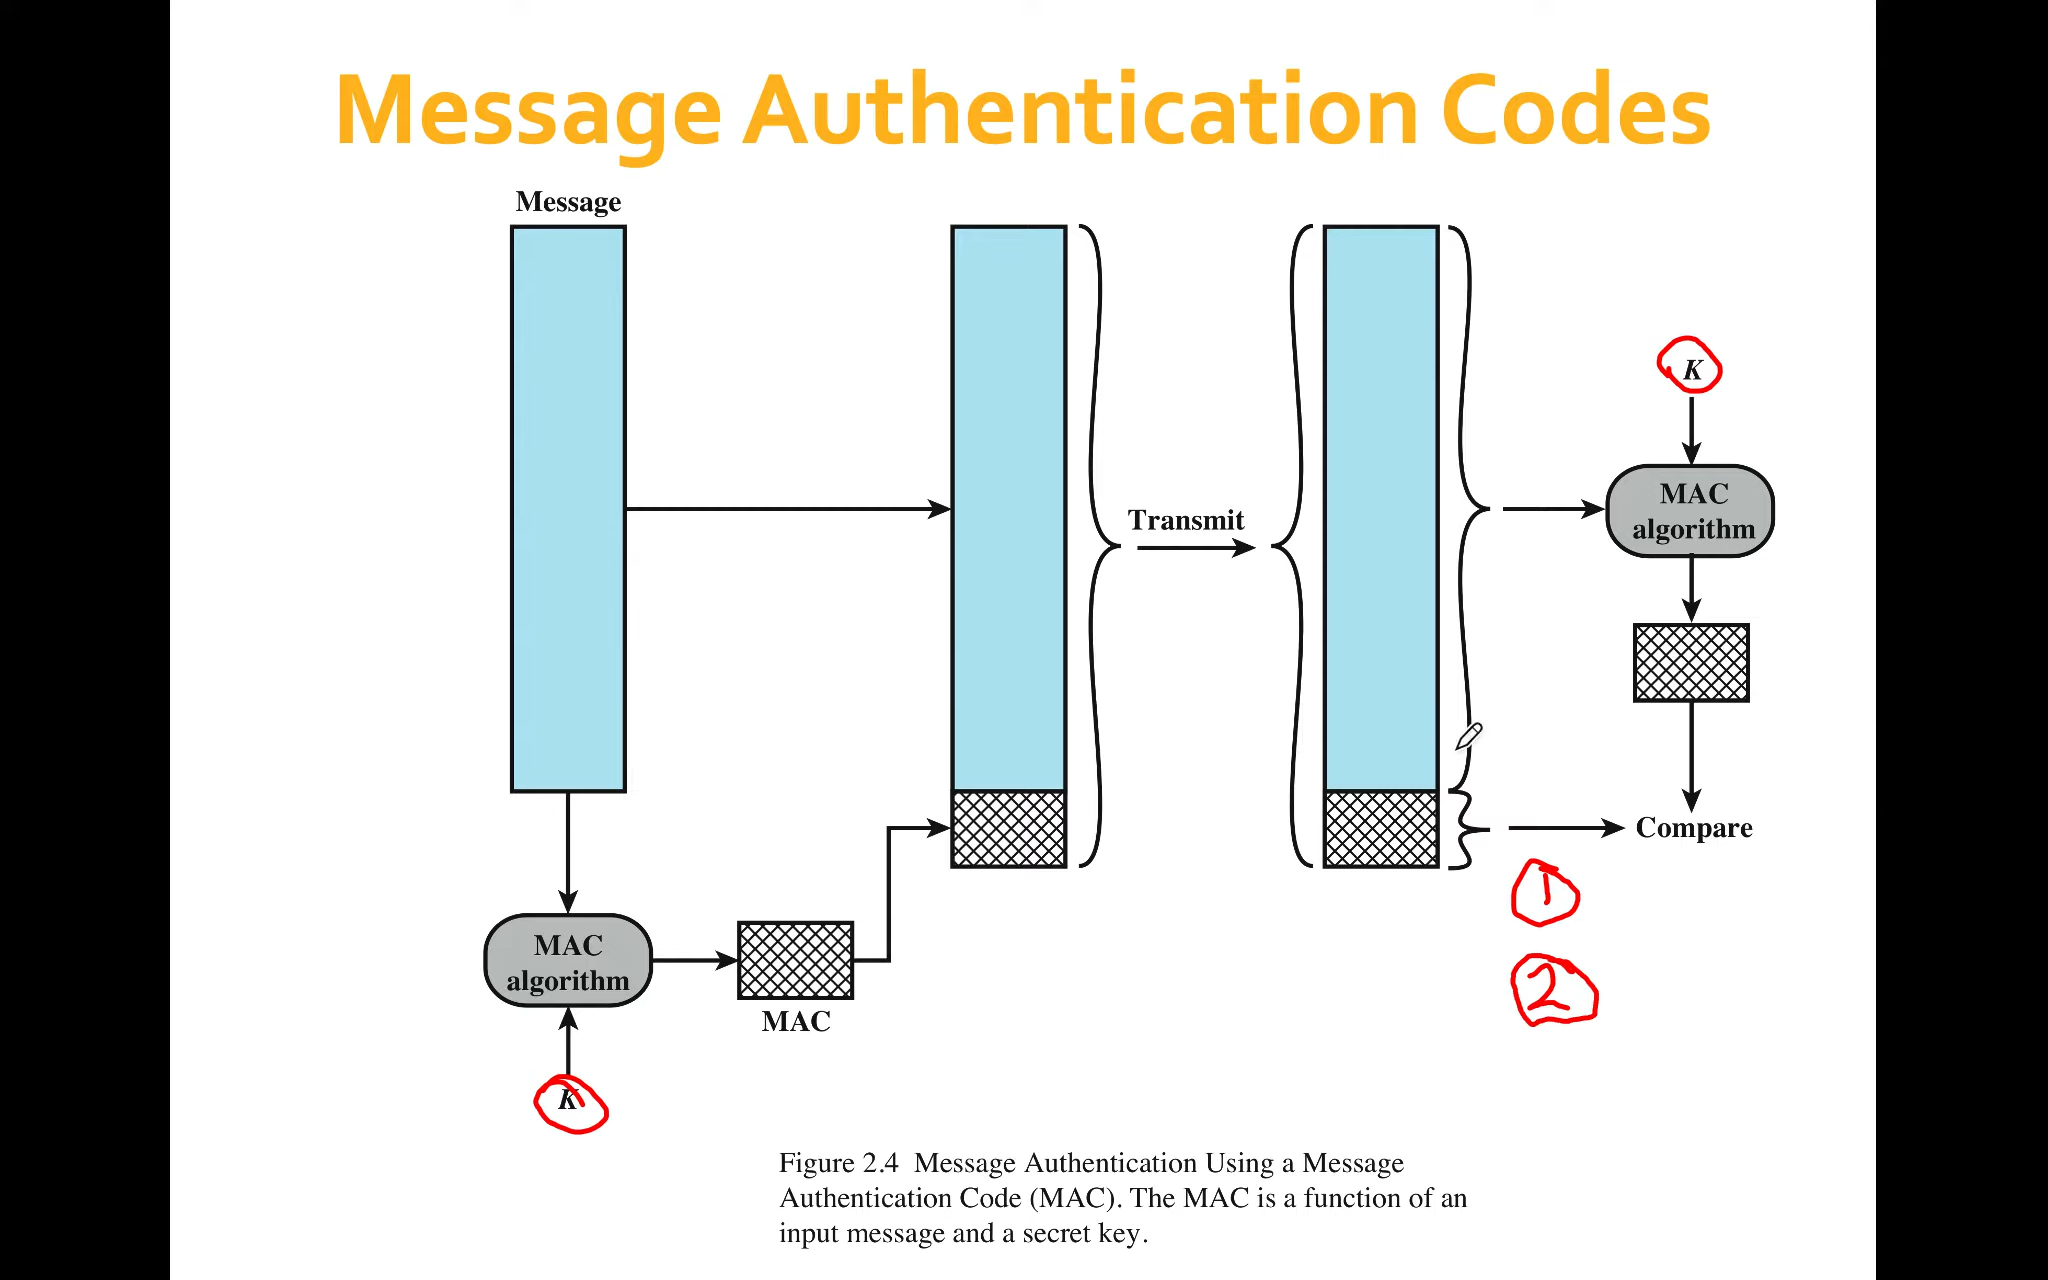 Message Authentication Codes
Message
K
Transmit
MAC
algorithm
Compare
1
MAC
algorithm
2
MAC
K
Figure 2.4 Message Authentication Using a Message
Authentication Code (MAC). The MAC is a function of an
input message and a secret key.